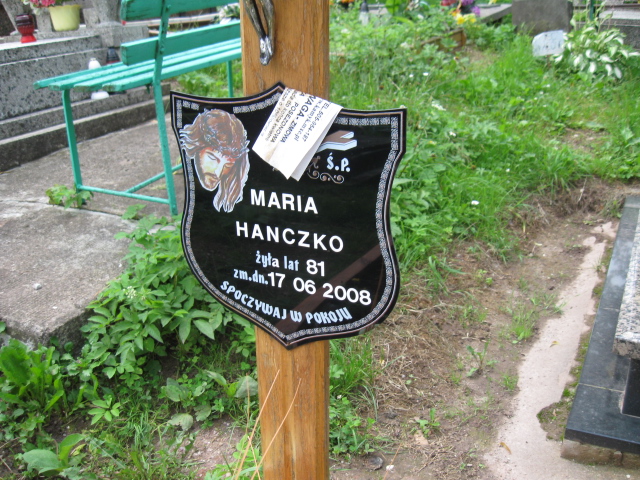 Ś.P.
MARIA
HANCZKO
żyła lat 81
zm.dn. 17 06 2008
SPOCZYWAJ W POKOJU